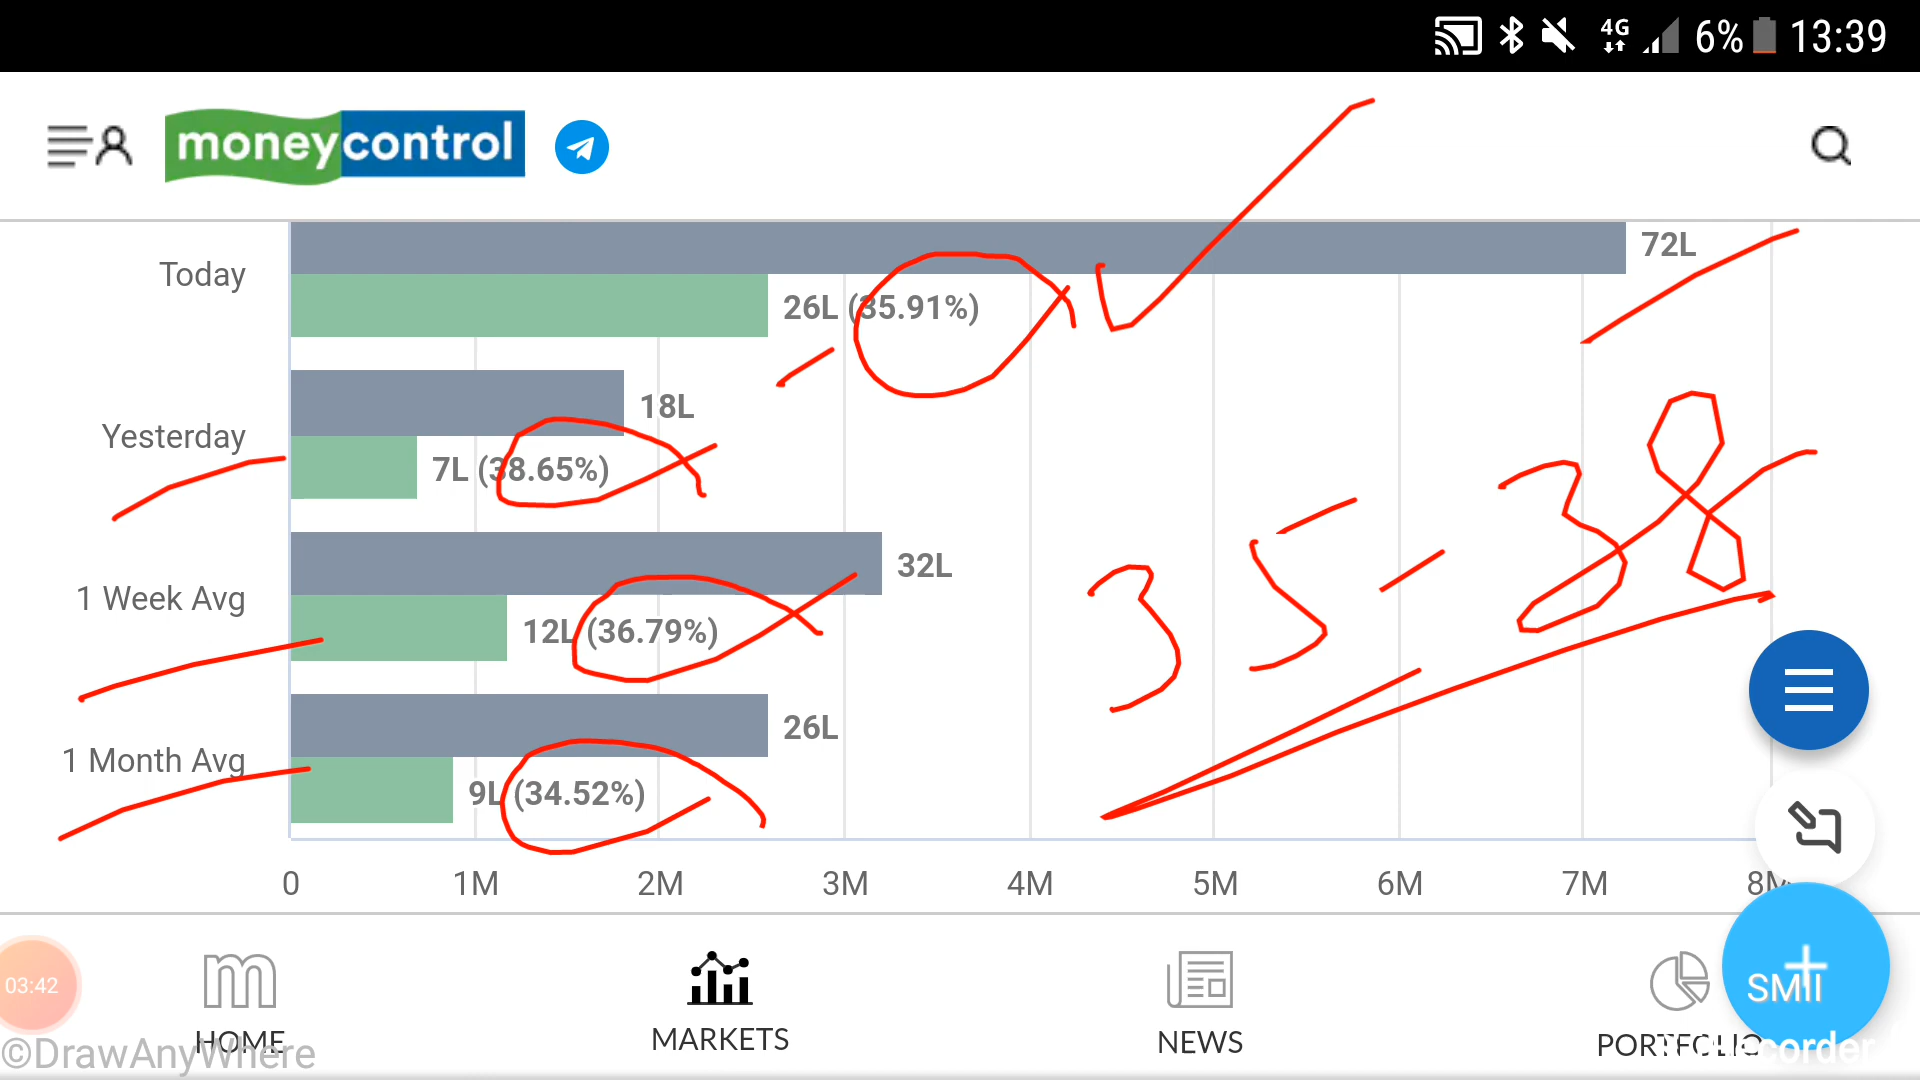 4G 6% 13:39
moneycontrol
Today
72L
26L (35.91%)
Yesterday
18L
7L (38.65%)
1 Week Avg
32L
12L (36.79%)
1 Month Avg
26L
9L (34.52%)
35-38
0 1M 2M 3M 4M 5M 6M 7M 8M
03:42
HOME MARKETS NEWS PORTFOLIO
SMII
©DrawAnyWhere